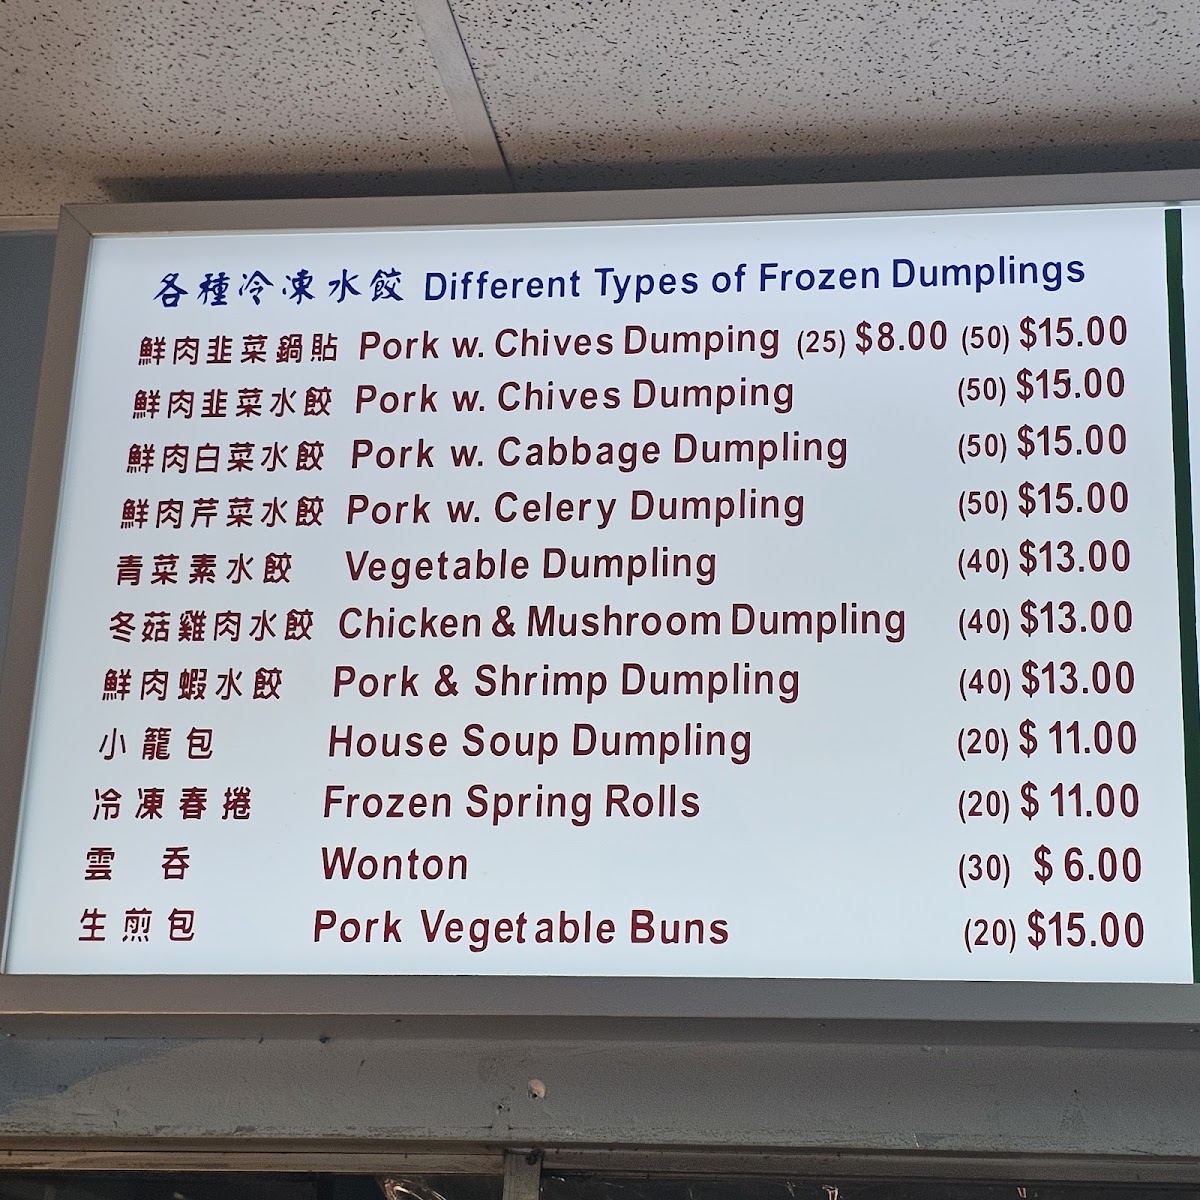 各種冷凍水餃 Different Types of Frozen Dumplings
鮮肉韭菜鍋貼 Pork w. Chives Dumping (25) $8.00 (50) $15.00
鮮肉韭菜水餃 Pork w. Chives Dumping (50) $15.00
鮮肉白菜水餃 Pork w. Cabbage Dumpling (50) $15.00
鮮肉芹菜水餃 Pork w. Celery Dumpling (50) $15.00
青菜素水餃 Vegetable Dumpling (40) $13.00
冬菇雞肉水餃 Chicken & Mushroom Dumpling (40) $13.00
鮮肉蝦水餃 Pork & Shrimp Dumpling (40) $13.00
小籠包 House Soup Dumpling (20) $ 11.00
冷凍春捲 Frozen Spring Rolls (20) $ 11.00
雲吞 Wonton (30) $ 6.00
生煎包 Pork Vegetable Buns (20) $15.00